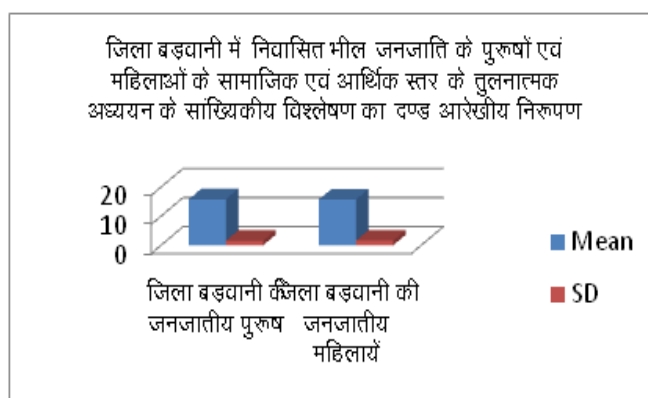 जिला बड़वानी में निवासित भील जनजाति के पुरूषों एवं
महिलाओं के सामाजिक एवं आर्थिक स्तर के तुलनात्मक
अध्ययन के सांख्यिकीय विश्लेषण का दण्ड आरेखीय निरूपण
20
10
0
Mean
SD
जिला बड़वानी के
जनजातीय पुरूष
जिला बड़वानी की
जनजातीय
महिलायें